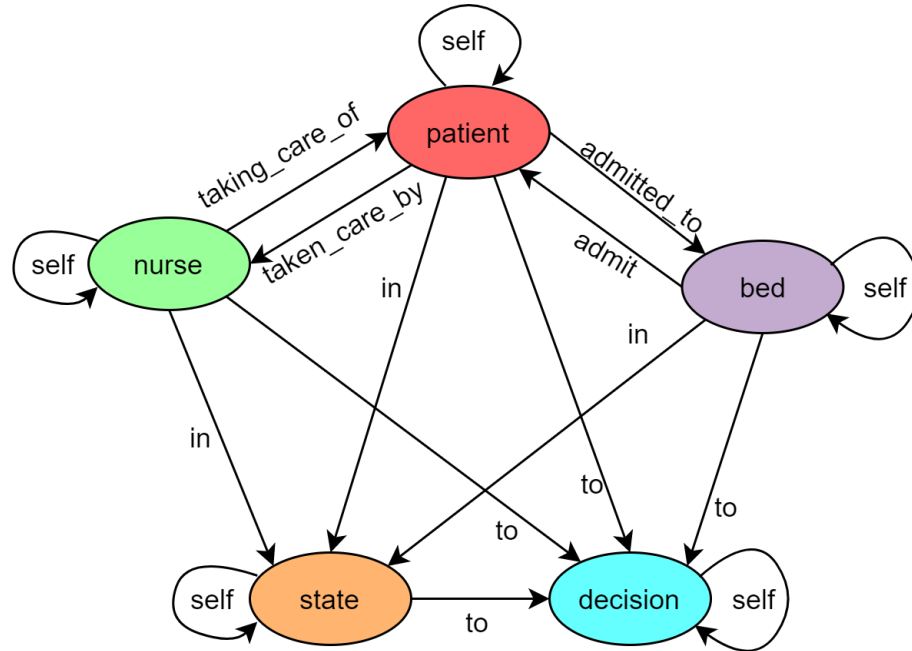 self
patient
taking_care_of
admitted_to
taken_care_by
admit
self
nurse
in
bed
self
in
in
to
to
to
self
state
to
decision
self